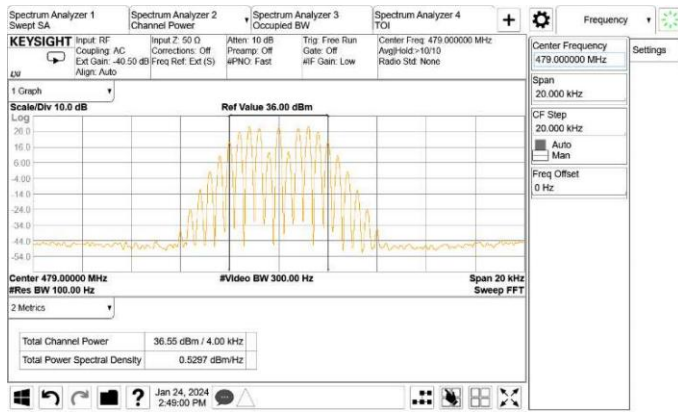 Spectrum Analyzer 1
Swept SA
Spectrum Analyzer 2
Channel Power
Spectrum Analyzer 3
Occupied BW
Spectrum Analyzer 4
TOI
+
Frequency
KEYSIGHT
Input: RF
Coupling: AC
Ext Gain: -40.50 dB
Align: Auto
Input Z: 50 Ω
Corrections: Off
Freq Ref: Ext (S)
Atten: 10 dB
Preamp: Off
#PNO: Fast
Trig: Free Run
Gate: Off
#IF Gain: Low
Center Freq: 479.000000 MHz
Avg|Hold:>10/10
Radio Std: None
Center Frequency
479.000000 MHz
Settings
Span
20.000 kHz
CF Step
20.000 kHz
Auto
Man
Freq Offset
0 Hz
1 Graph
Scale/Div 10.0 dB
Ref Value 36.00 dBm
Log
26.0
16.0
6.00
-4.00
-14.0
-24.0
-34.0
-44.0
-54.0
Center 479.00000 MHz
#Video BW 300.00 Hz
Span 20 kHz
#Res BW 100.00 Hz
Sweep FFT
2 Metrics
Total Channel Power 36.55 dBm / 4.00 kHz
Total Power Spectral Density 0.5297 dBm/Hz
?
Jan 24, 2024
2:49:00 PM